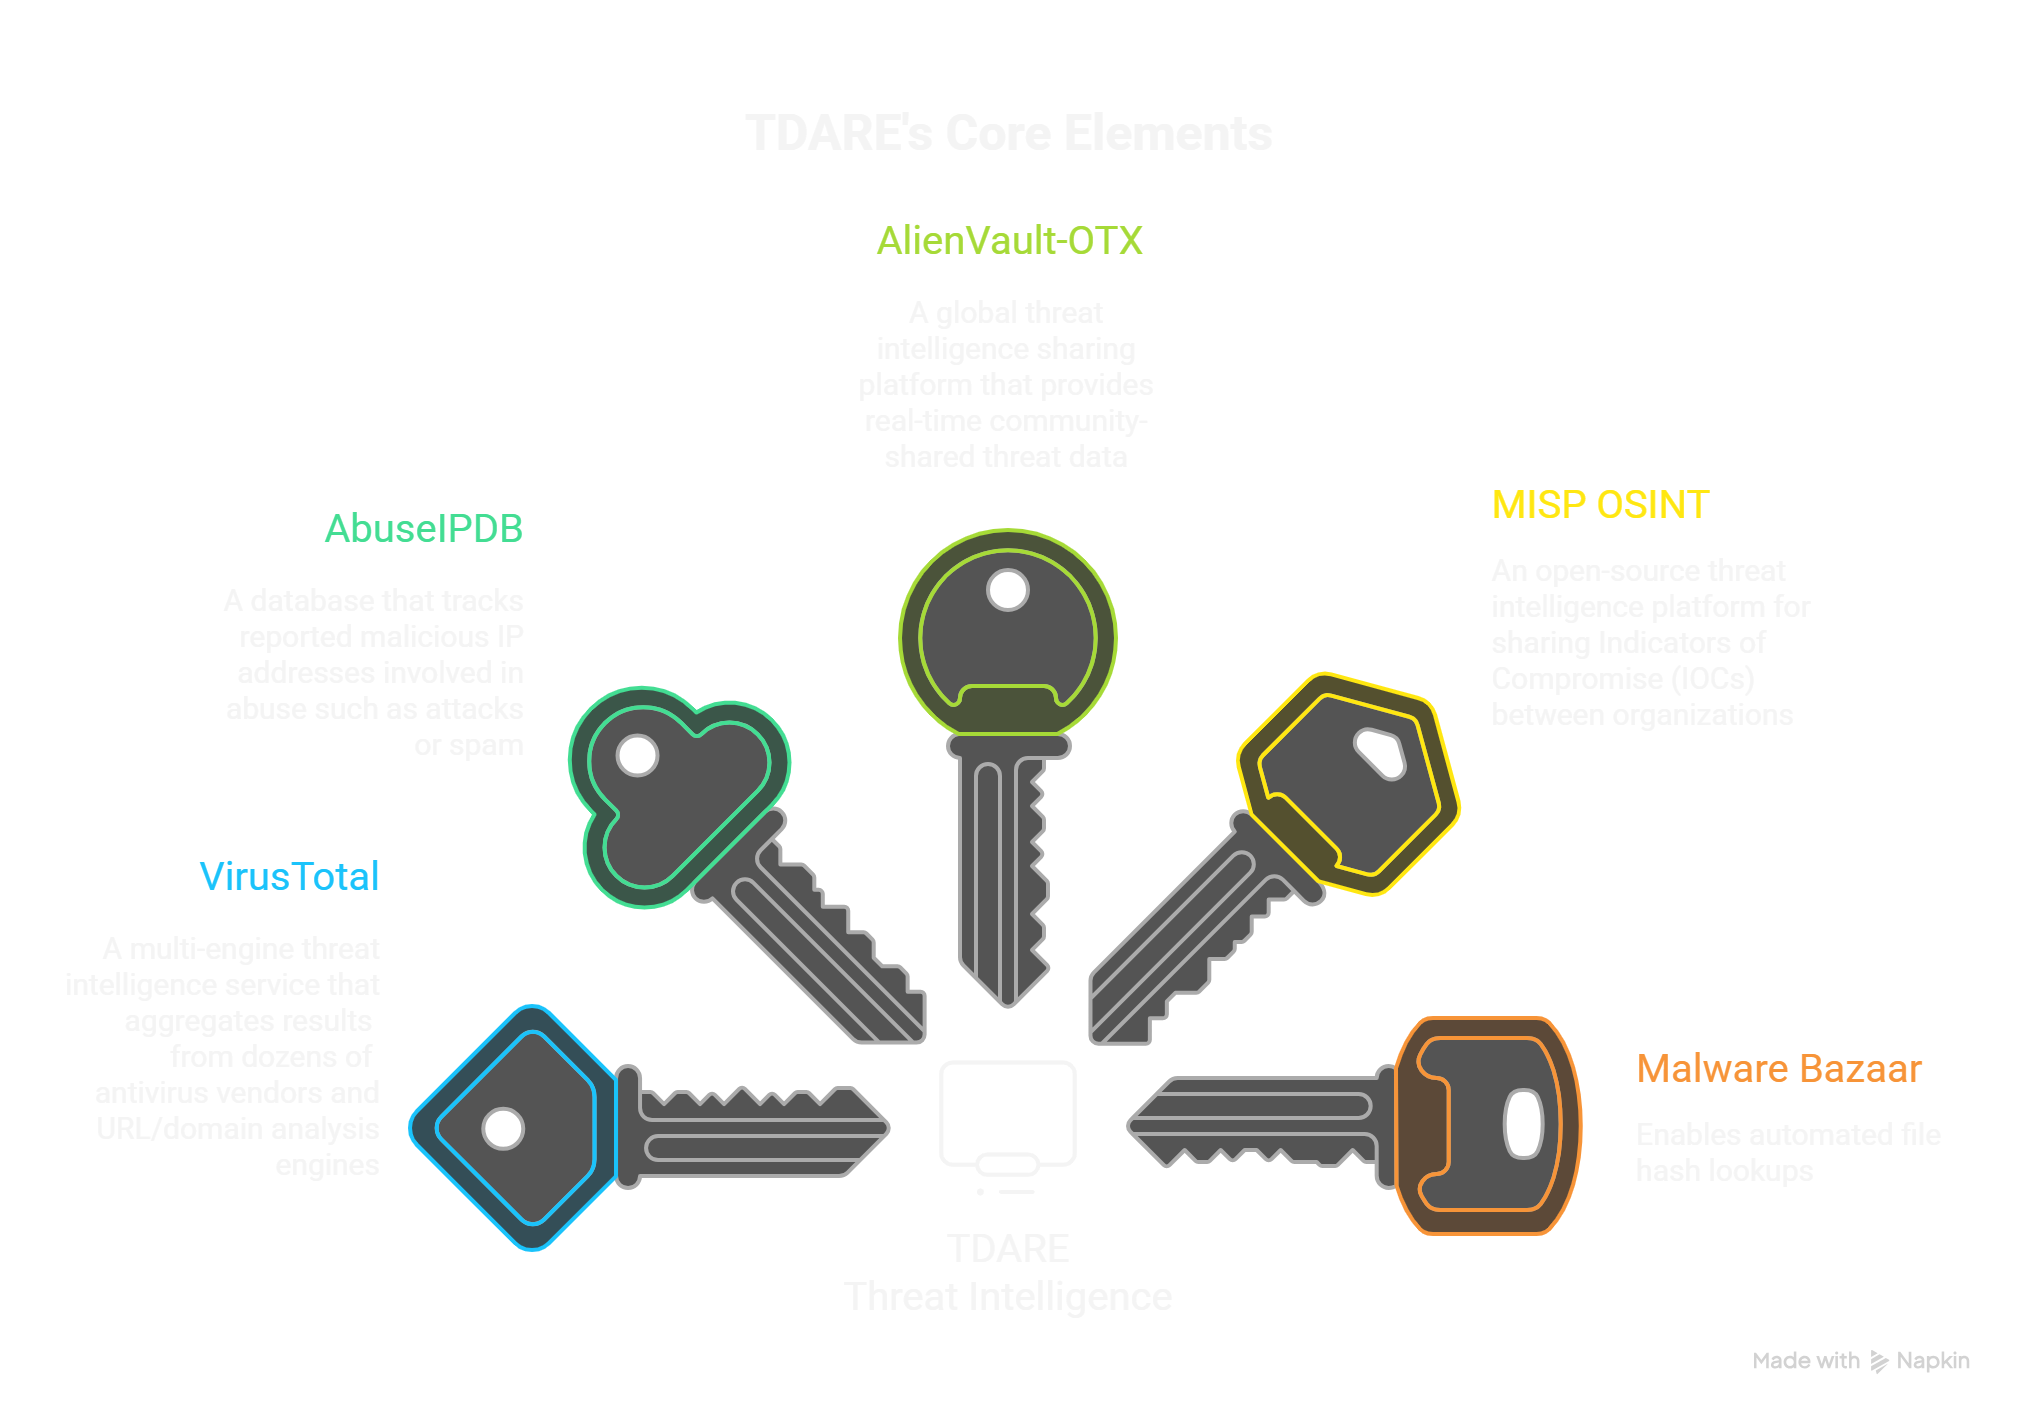 TDARE's Core Elements
AlienVault-OTX
A global threat
intelligence sharing
platform that provides
real-time community-
shared threat data
MISP OSINT
An open-source threat
intelligence platform for
sharing Indicators of
Compromise (IOCs)
between organizations
AbuseIPDB
A database that tracks
reported malicious IP
addresses involved in
abuse such as attacks
or spam
VirusTotal
A multi-engine threat
intelligence service that
aggregates results
from dozens of
antivirus vendors and
URL/domain analysis
engines
Malware Bazaar
Enables automated file
hash lookups
TDARE
Threat Intelligence
Made with Napkin